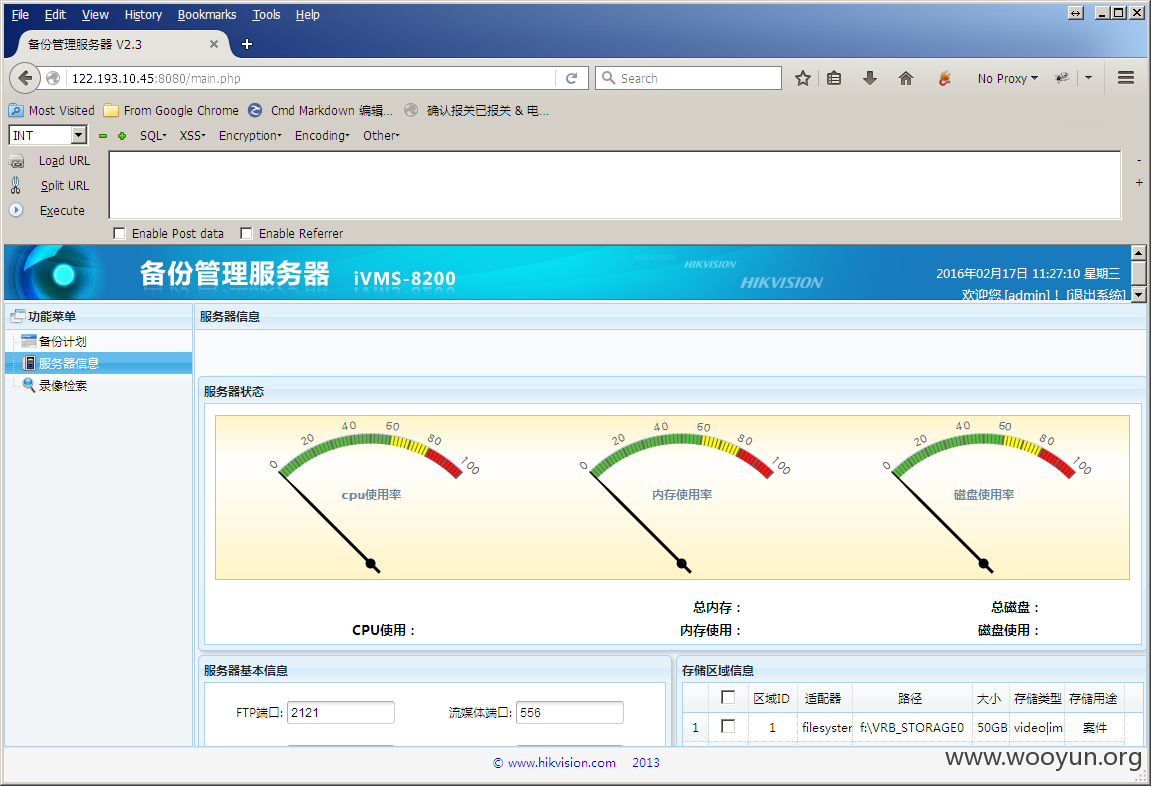 File Edit View History Bookmarks Tools Help
备份管理服务器 V2.3
122.193.10.45:8080/main.php
Search
No Proxy
Most Visited From Google Chrome Cmd Markdown 编辑... 确认报关已报关 & 电...
INT SQL XSS Encryption Encoding Other
Load URL
Split URL
Execute
Enable Post data Enable Referrer
备份管理服务器 iVMS-8200
HIKVISION
HIKVISION
2016年02月17日 11:27:10 星期三
欢迎您,[admin]！ [退出系统]
功能菜单
备份计划
服务器信息
录像检索
服务器信息
服务器状态
0 20 40 60 80 100
cpu使用率
0 20 40 60 80 100
内存使用率
0 20 40 60 80 100
磁盘使用率
总内存： 总磁盘：
CPU使用： 内存使用： 磁盘使用：
服务器基本信息
FTP端口: 2121 流媒体端口: 556
存储区域信息
区域ID 适配器 路径 大小 存储类型 存储用途
1 1 filesyster f:\VRB_STORAGE0 50GB video|im 案件
© www.hikvision.com 2013
www.wooyun.org